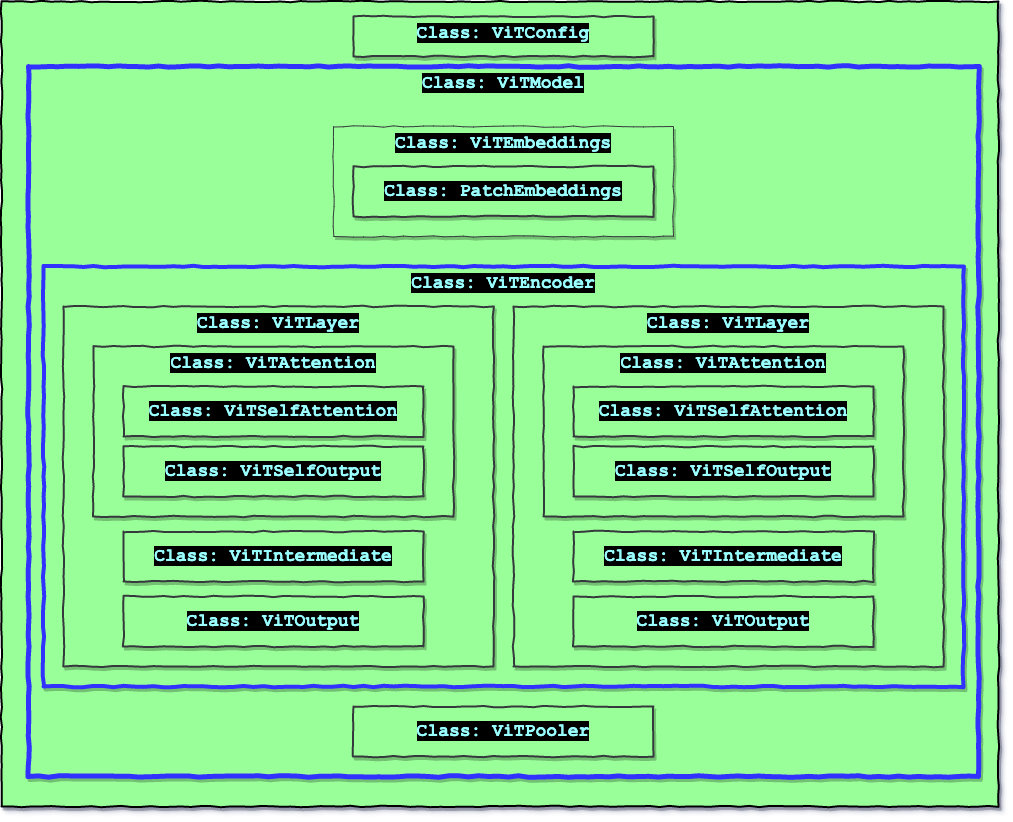 Class: ViTConfig
Class: ViTModel
Class: ViTEmbeddings
Class: PatchEmbeddings
Class: ViTEncoder
Class: ViTLayer
Class: ViTAttention
Class: ViTSelfAttention
Class: ViTSelfOutput
Class: ViTIntermediate
Class: ViTOutput
Class: ViTLayer
Class: ViTAttention
Class: ViTSelfAttention
Class: ViTSelfOutput
Class: ViTIntermediate
Class: ViTOutput
Class: ViTPooler